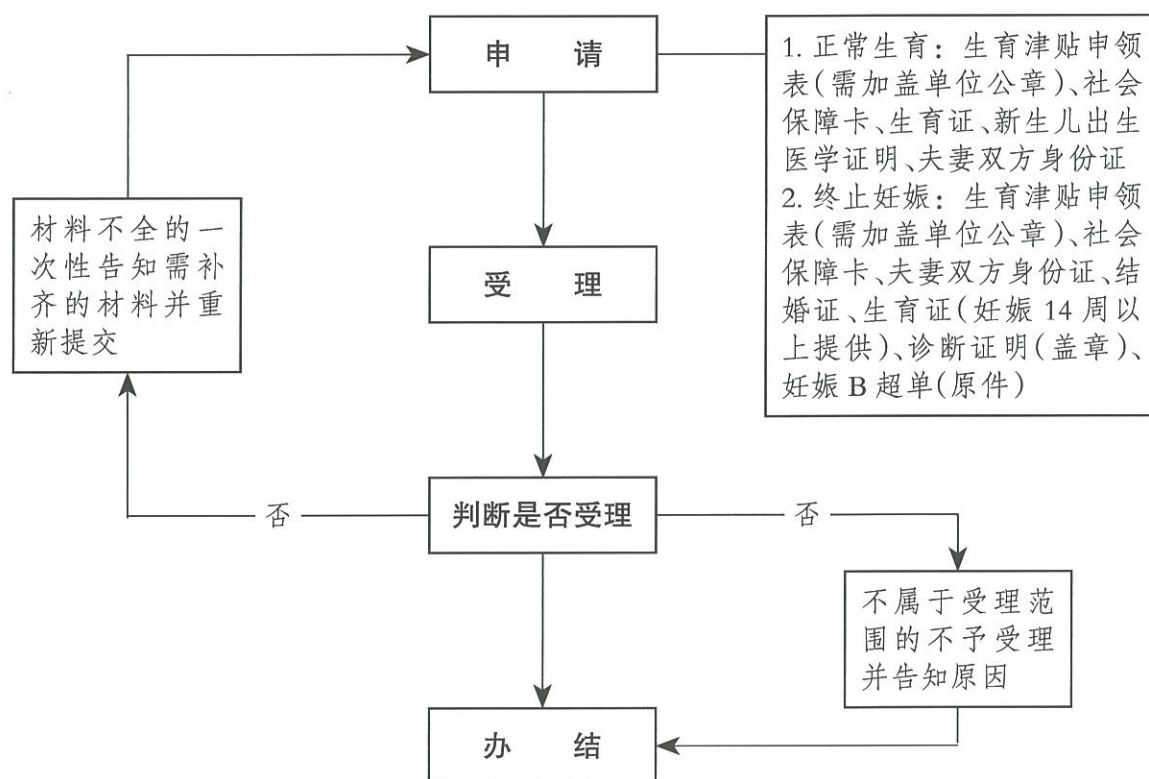 申 请
1. 正常生育：生育津贴申领
表(需加盖单位公章)、社会
保障卡、生育证、新生儿出生
医学证明、夫妻双方身份证
2. 终止妊娠：生育津贴申领
表(需加盖单位公章)、社会
保障卡、夫妻双方身份证、结
婚证、生育证(妊娠 14 周以
上提供)、诊断证明(盖章)、
妊娠 B 超单(原件)
材料不全的一
次性告知需补
齐的材料并重
新提交
受 理
否
判断是否受理
否
不属于受理范
围的不予受理
并告知原因
办 结